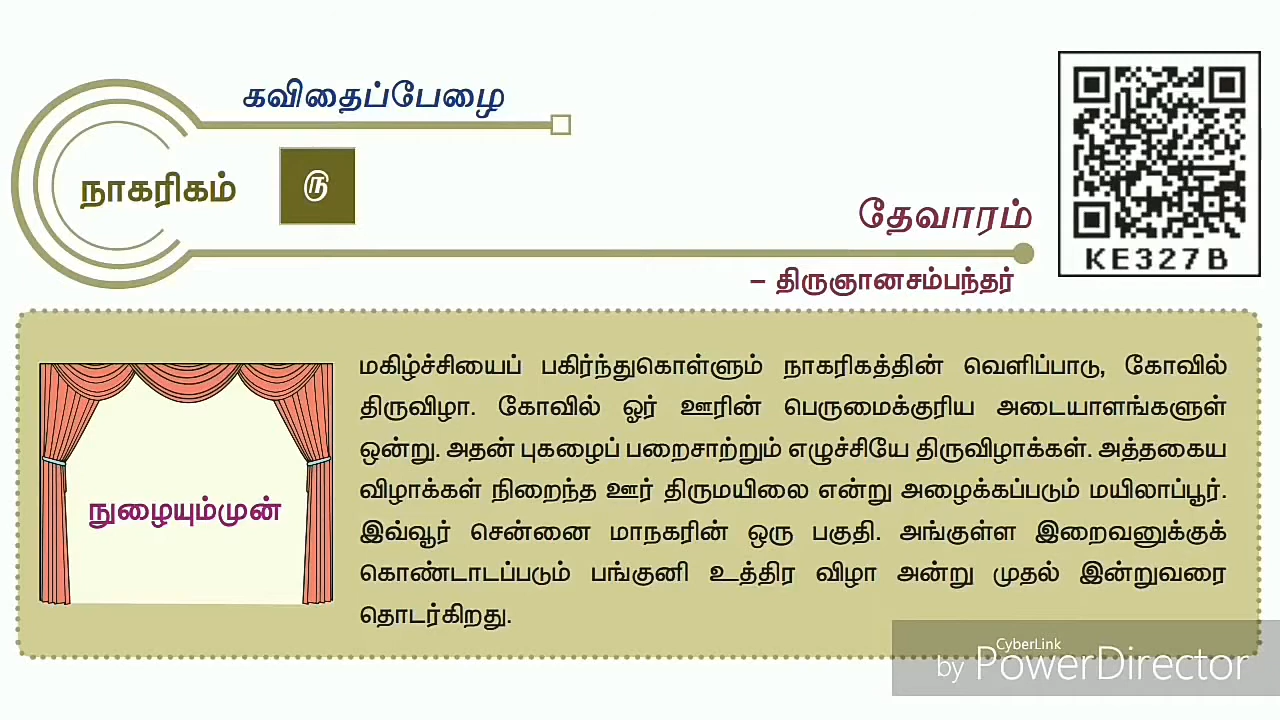 கவிதைப்பேழை
நாகரிகம்
௫
தேவாரம்
– திருஞானசம்பந்தர்
KE327B
நுழையும்முன்
மகிழ்ச்சியைப் பகிர்ந்துகொள்ளும் நாகரிகத்தின் வெளிப்பாடு, கோவில்
திருவிழா. கோவில் ஓர் ஊரின் பெருமைக்குரிய அடையாளங்களுள்
ஒன்று. அதன் புகழைப் பறைசாற்றும் எழுச்சியே திருவிழாக்கள். அத்தகைய
விழாக்கள் நிறைந்த ஊர் திருமயிலை என்று அழைக்கப்படும் மயிலாப்பூர்.
இவ்வூர் சென்னை மாநகரின் ஒரு பகுதி. அங்குள்ள இறைவனுக்குக்
கொண்டாடப்படும் பங்குனி உத்திர விழா அன்று முதல் இன்றுவரை
தொடர்கிறது.
CyberLink
by PowerDirector